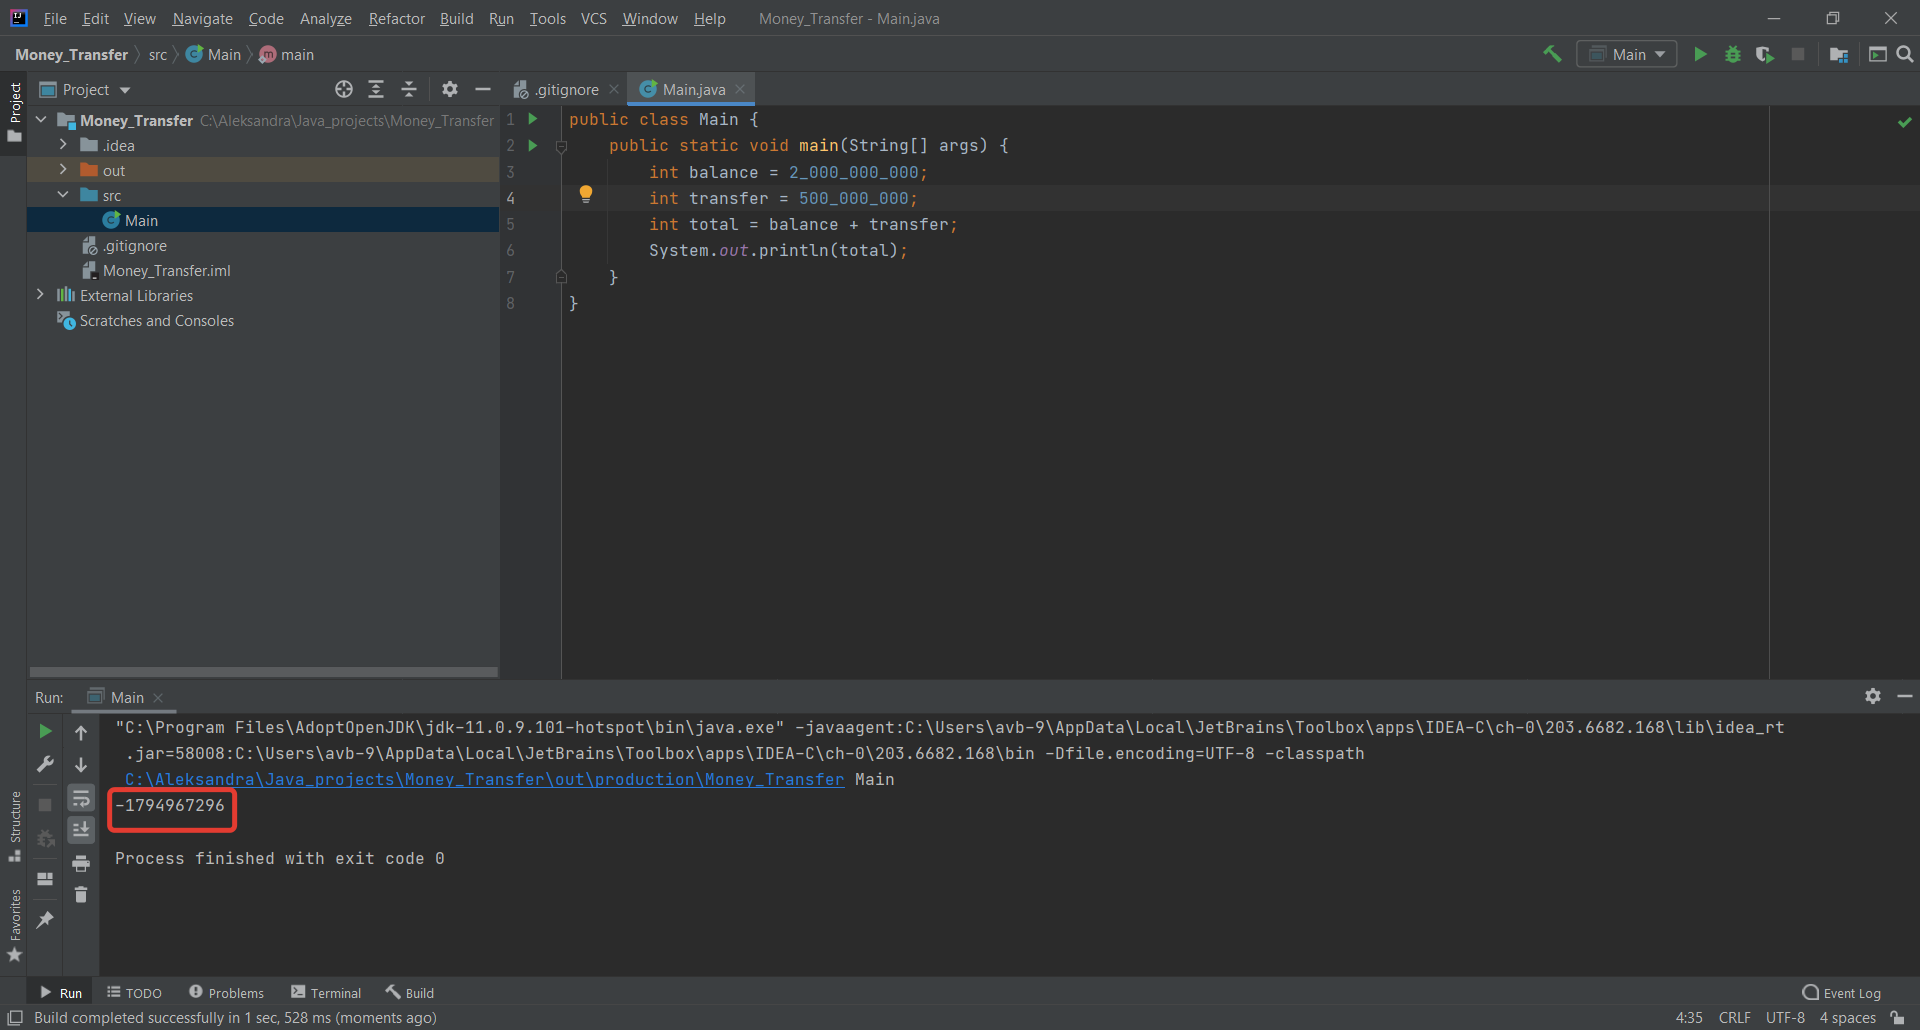 File Edit View Navigate Code Analyze Refactor Build Run Tools VCS Window Help Money_Transfer - Main.java
Money_Transfer src Main main
Main
Project
Project
.gitignore
Main.java
Money_Transfer C:\Aleksandra\Java_projects\Money_Transfer
.idea
out
src
Main
.gitignore
Money_Transfer.iml
External Libraries
Scratches and Consoles
1 public class Main {
2 public static void main(String[] args) {
3 int balance = 2_000_000_000;
4 int transfer = 500_000_000;
5 int total = balance + transfer;
6 System.out.println(total);
7 }
8 }
Run: Main
"C:\Program Files\AdoptOpenJDK\jdk-11.0.9.101-hotspot\bin\java.exe" -javaagent:C:\Users\avb-9\AppData\Local\JetBrains\Toolbox\apps\IDEA-C\ch-0\203.6682.168\lib\idea_rt
.jar=58008:C:\Users\avb-9\AppData\Local\JetBrains\Toolbox\apps\IDEA-C\ch-0\203.6682.168\bin -Dfile.encoding=UTF-8 -classpath
C:\Aleksandra\Java_projects\Money_Transfer\out\production\Money_Transfer Main
-1794967296
Process finished with exit code 0
Structure
Favorites
Run TODO Problems Terminal Build Event Log
Build completed successfully in 1 sec, 528 ms (moments ago) 4:35 CRLF UTF-8 4 spaces